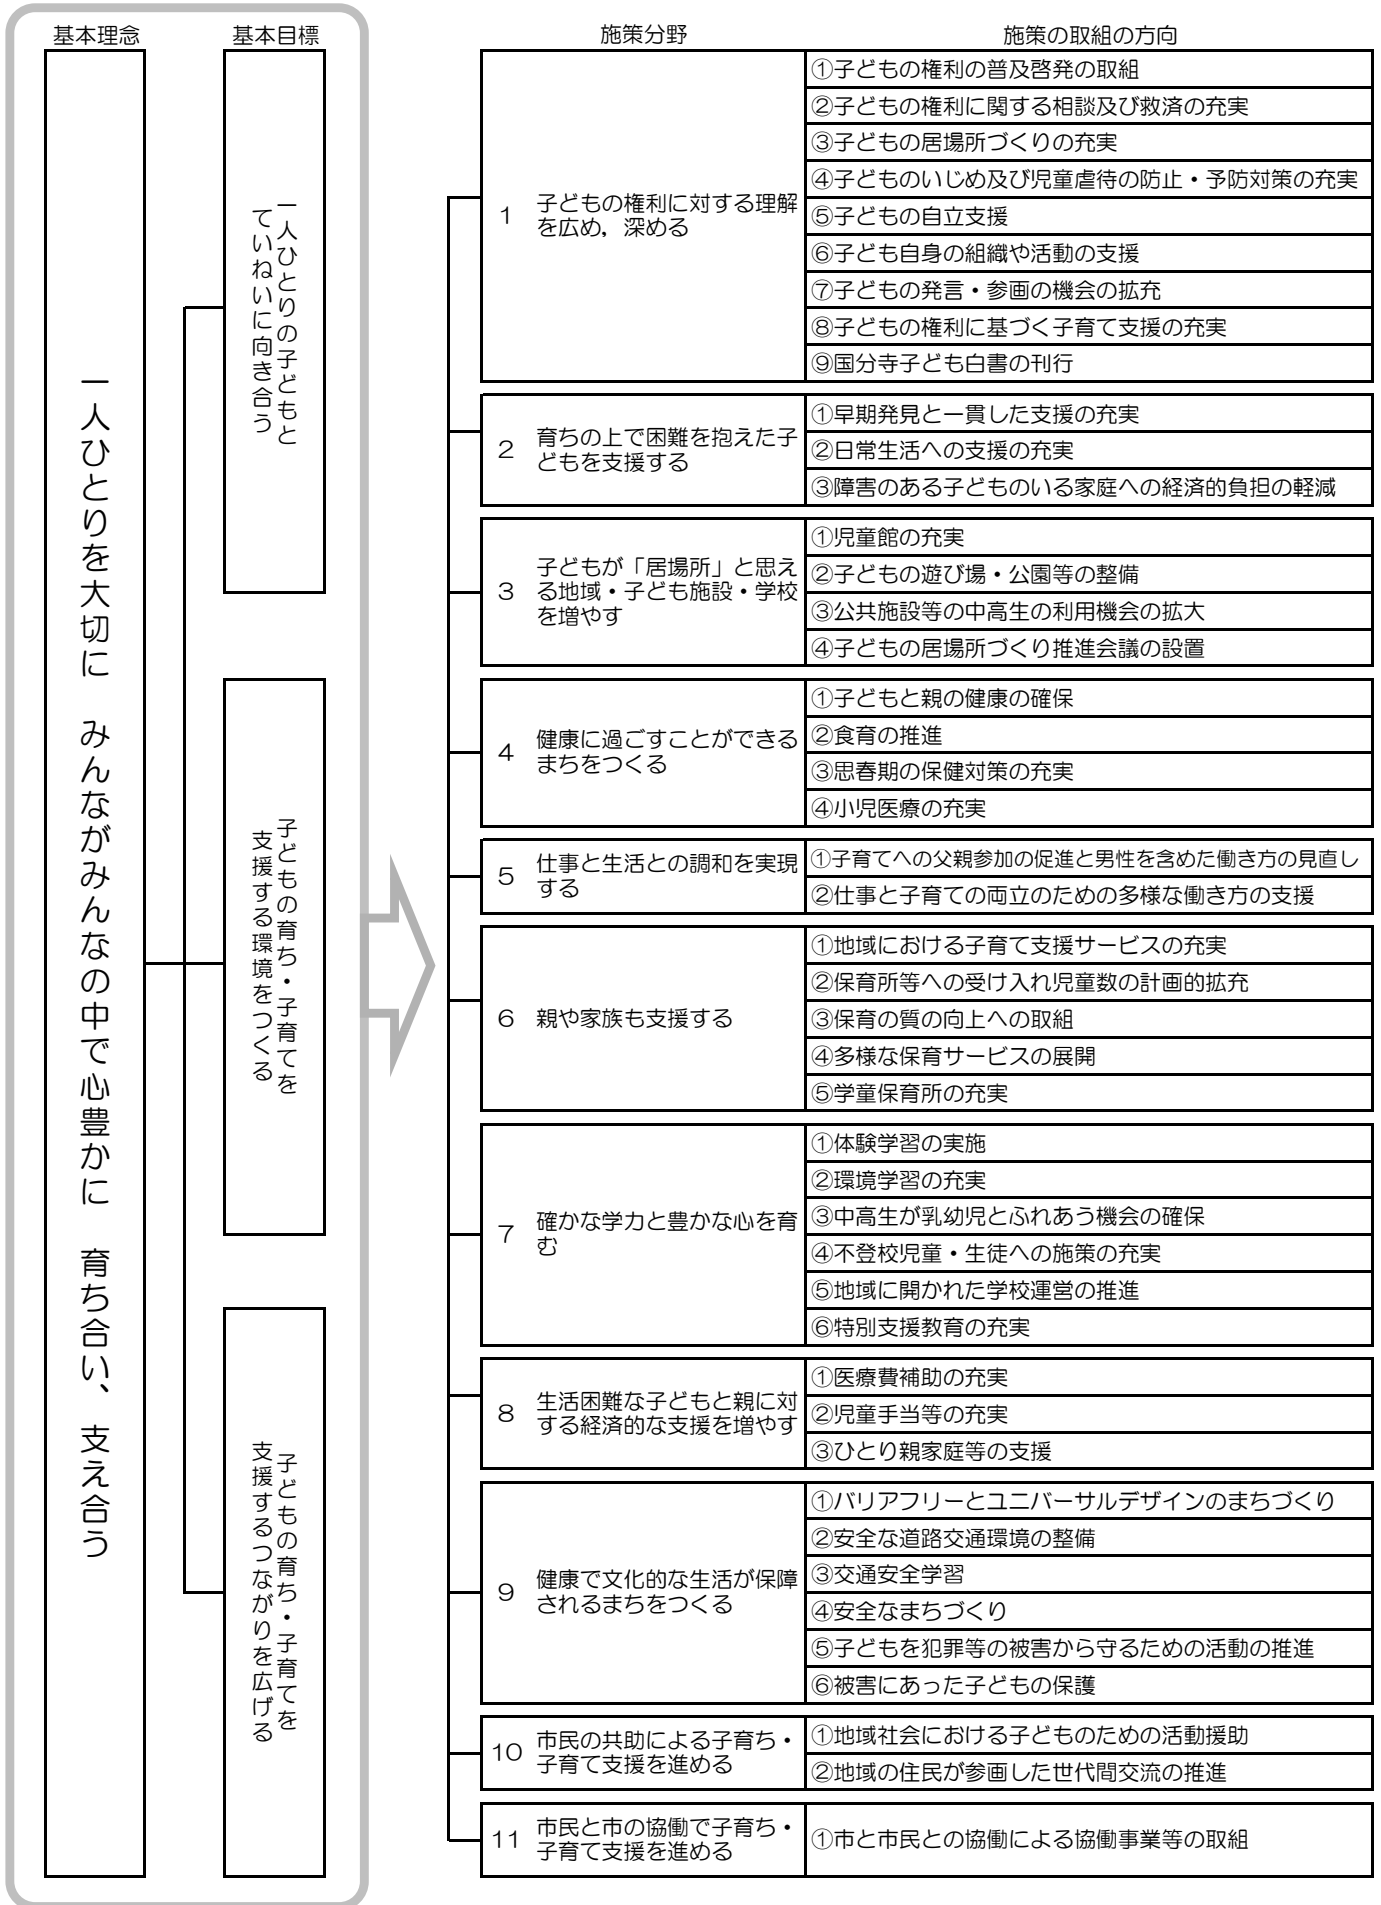 基本理念
基本目標
施策分野
施策の取組の方向
一人ひとりを大切に　みんながみんなの中で心豊かに　育ち合い、支え合う
一人ひとりの子どもと
ていねいに向き合う
子どもの育ち・子育てを
支援する環境をつくる
子どもの育ち・子育てを
支援するつながりを広げる
1
子どもの権利に対する理解
を広め，深める
①子どもの権利の普及啓発の取組
②子どもの権利に関する相談及び救済の充実
③子どもの居場所づくりの充実
④子どものいじめ及び児童虐待の防止・予防対策の充実
⑤子どもの自立支援
⑥子ども自身の組織や活動の支援
⑦子どもの発言・参画の機会の拡充
⑧子どもの権利に基づく子育て支援の充実
⑨国分寺子ども白書の刊行
2
育ちの上で困難を抱えた子
どもを支援する
①早期発見と一貫した支援の充実
②日常生活への支援の充実
③障害のある子どものいる家庭への経済的負担の軽減
3
子どもが「居場所」と思え
る地域・子ども施設・学校
を増やす
①児童館の充実
②子どもの遊び場・公園等の整備
③公共施設等の中高生の利用機会の拡大
④子どもの居場所づくり推進会議の設置
4
健康に過ごすことができる
まちをつくる
①子どもと親の健康の確保
②食育の推進
③思春期の保健対策の充実
④小児医療の充実
5
仕事と生活との調和を実現
する
①子育てへの父親参加の促進と男性を含めた働き方の見直し
②仕事と子育ての両立のための多様な働き方の支援
6
親や家族も支援する
①地域における子育て支援サービスの充実
②保育所等への受け入れ児童数の計画的拡充
③保育の質の向上への取組
④多様な保育サービスの展開
⑤学童保育所の充実
7
確かな学力と豊かな心を育
む
①体験学習の実施
②環境学習の充実
③中高生が乳幼児とふれあう機会の確保
④不登校児童・生徒への施策の充実
⑤地域に開かれた学校運営の推進
⑥特別支援教育の充実
8
生活困難な子どもと親に対
する経済的な支援を増やす
①医療費補助の充実
②児童手当等の充実
③ひとり親家庭等の支援
9
健康で文化的な生活が保障
されるまちをつくる
①バリアフリーとユニバーサルデザインのまちづくり
②安全な道路交通環境の整備
③交通安全学習
④安全なまちづくり
⑤子どもを犯罪等の被害から守るための活動の推進
⑥被害にあった子どもの保護
10
市民の共助による子育ち・
子育て支援を進める
①地域社会における子どものための活動援助
②地域の住民が参画した世代間交流の推進
11
市民と市の協働で子育ち・
子育て支援を進める
①市と市民との協働による協働事業等の取組